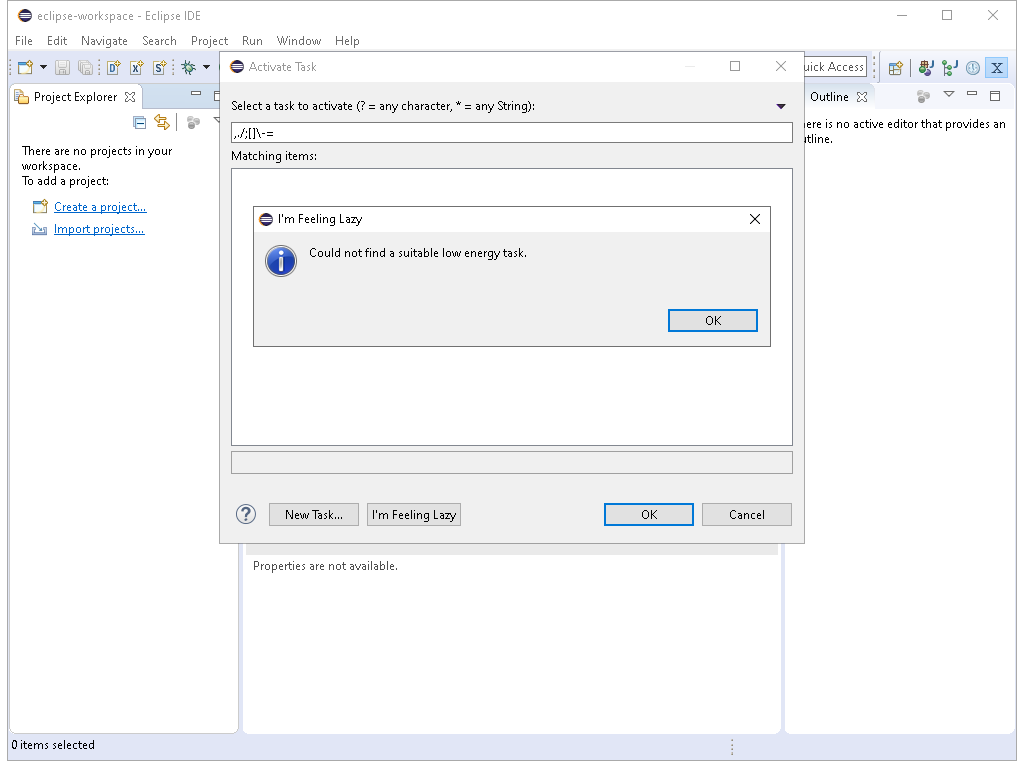 eclipse-workspace - Eclipse IDE
File Edit Navigate Search Project Run Window Help
Activate Task
uick Access
Project Explorer
Outline
Select a task to activate (? = any character, * = any String):
,./;[]\-=
Matching items:
There are no projects in your
workspace.
To add a project:
Create a project...
Import projects...
here is no active editor that provides an
utline.
I'm Feeling Lazy
Could not find a suitable low energy task.
OK
New Task...
I'm Feeling Lazy
OK
Cancel
Properties are not available.
0 items selected